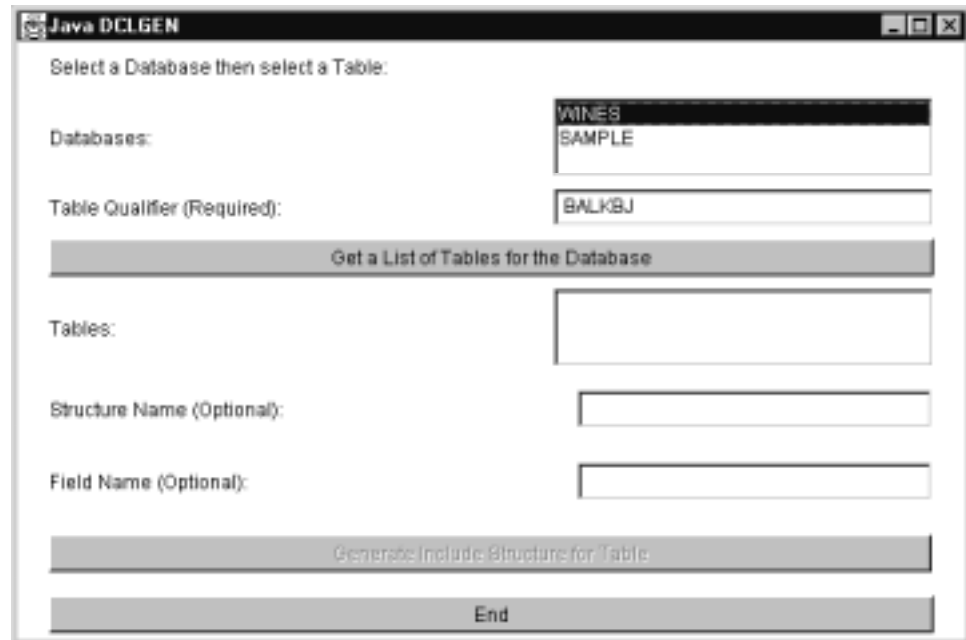 Java DCLGEN
Select a Database then select a Table:
Databases:
WINES
SAMPLE
Table Qualifier (Required):
BALKBJ
Get a List of Tables for the Database
Tables:
Structure Name (Optional):
Field Name (Optional):
Generate Include Structure for Table
End